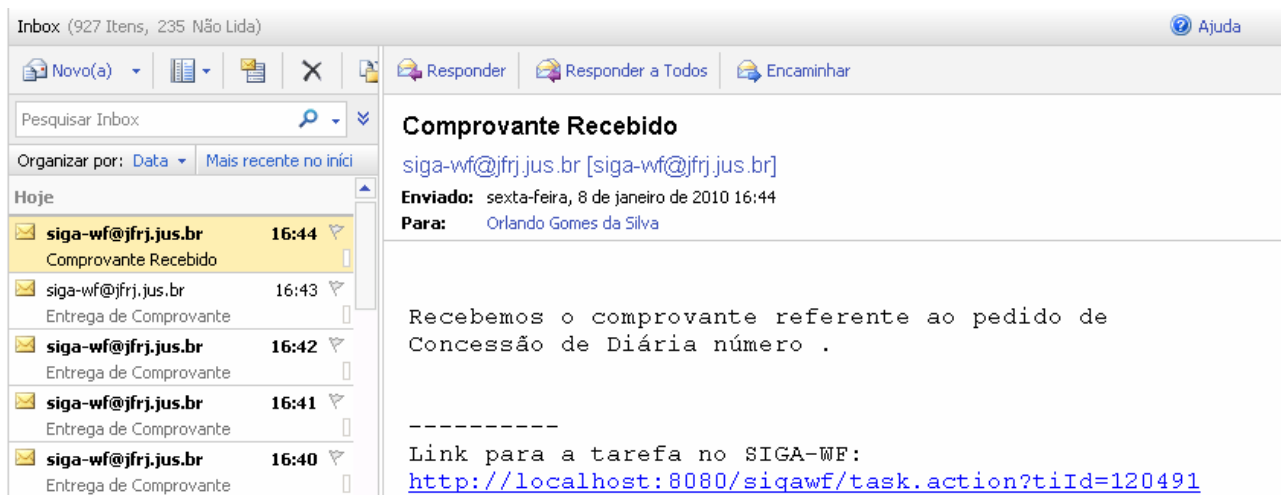 Inbox (927 Itens, 235 Não Lida)
Ajuda
Novo(a)
Responder
Responder a Todos
Encaminhar
Pesquisar Inbox
Organizar por: Data
Mais recente no iníci
Hoje
siga-wf@jfrj.jus.br 16:44
Comprovante Recebido
siga-wf@jfrj.jus.br 16:43
Entrega de Comprovante
siga-wf@jfrj.jus.br 16:42
Entrega de Comprovante
siga-wf@jfrj.jus.br 16:41
Entrega de Comprovante
siga-wf@jfrj.jus.br 16:40
Entrega de Comprovante
Comprovante Recebido
siga-wf@jfrj.jus.br [siga-wf@jfrj.jus.br]
Enviado: sexta-feira, 8 de janeiro de 2010 16:44
Para: Orlando Gomes da Silva
Recebemos o comprovante referente ao pedido de
Concessão de Diária número .
----------
Link para a tarefa no SIGA-WF:
http://localhost:8080/sigawf/task.action?tiId=120491